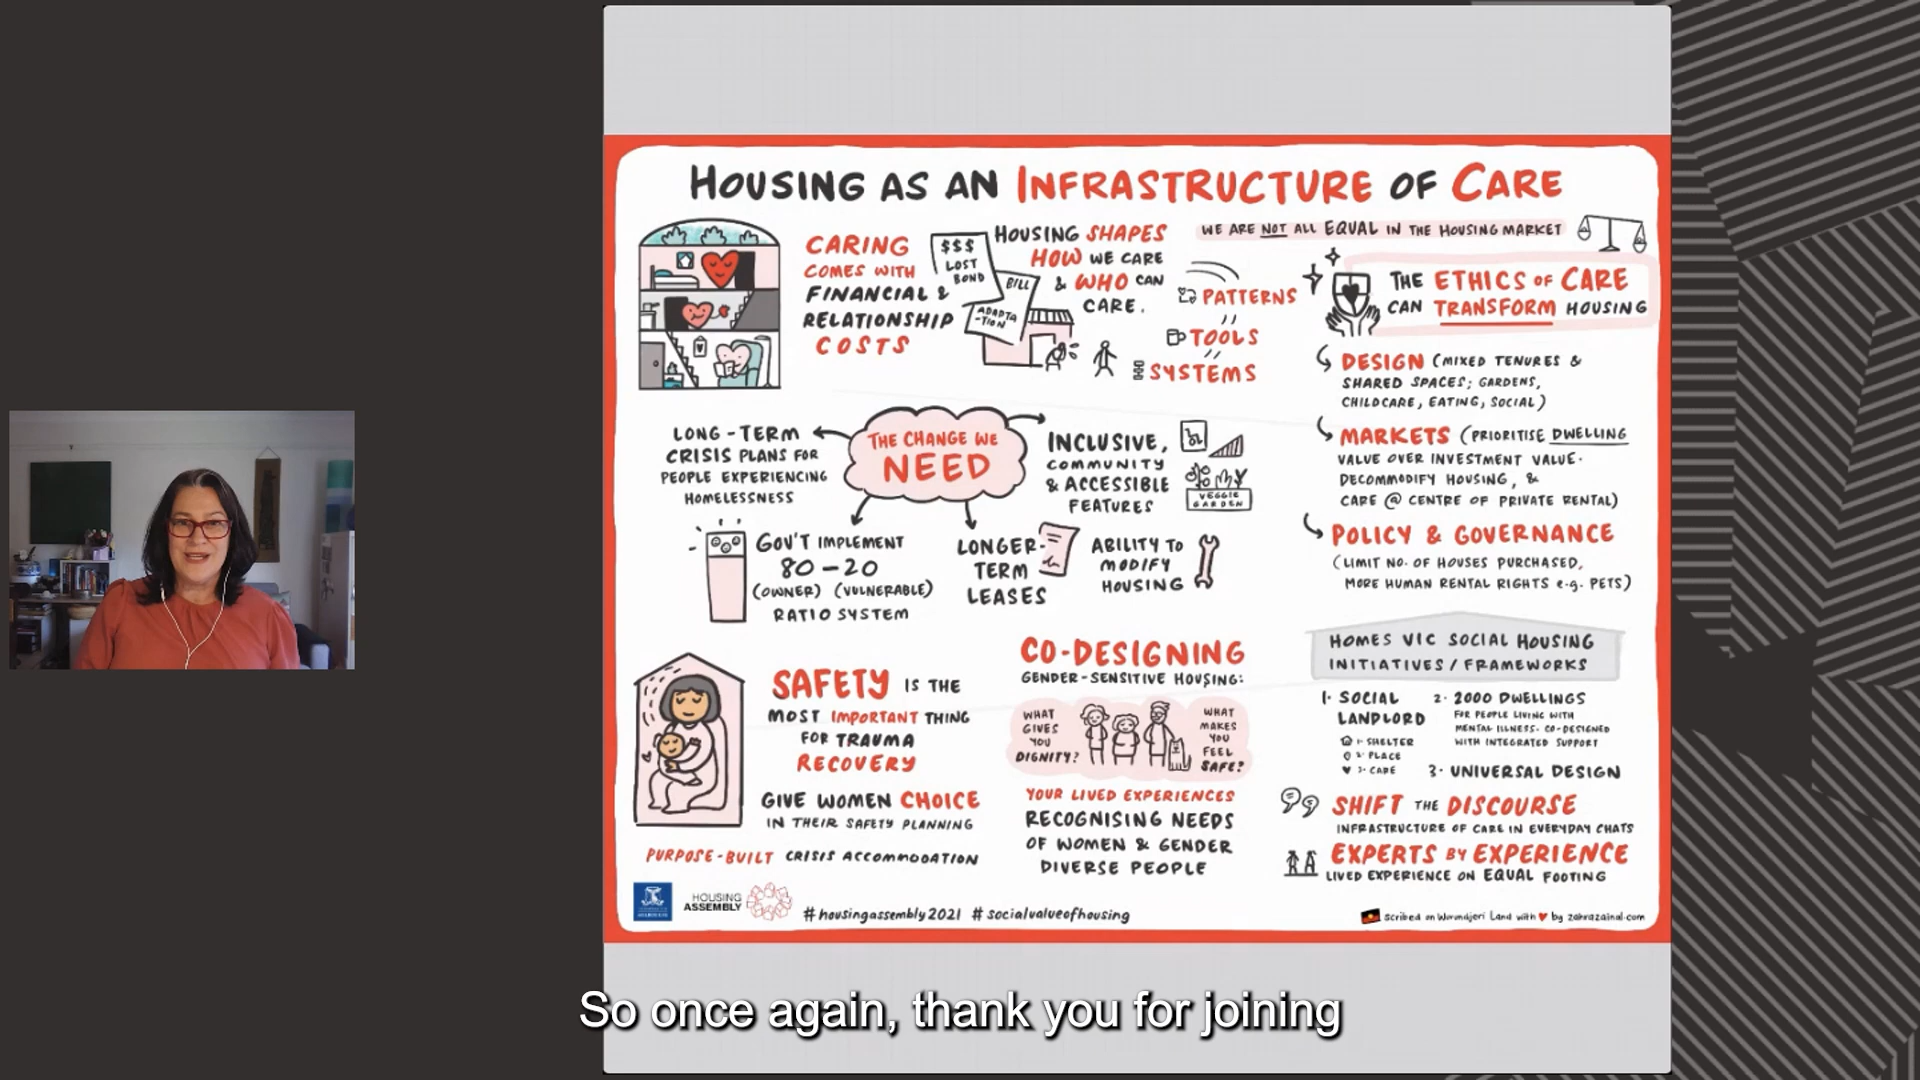 HOUSING AS AN INFRASTRUCTURE OF CARE
CARING
COMES WITH
FINANCIAL &
RELATIONSHIP
COSTS
$$$
LOST
BOND
BILL
ADAPTA
-TION
HOUSING SHAPES
HOW WE CARE
& WHO CAN
CARE.
PATTERNS
TOOLS
SYSTEMS
WE ARE NOT ALL EQUAL IN THE HOUSING MARKET
THE ETHICS OF CARE
CAN TRANSFORM HOUSING
DESIGN (MIXED TENURES &
SHARED SPACES; GARDENS,
CHILDCARE, EATING, SOCIAL)
MARKETS (PRIORITISE DWELLING
VALUE OVER INVESTMENT VALUE.
DECOMMODIFY HOUSING, &
CARE @ CENTRE OF PRIVATE RENTAL)
POLICY & GOVERNANCE
(LIMIT NO. OF HOUSES PURCHASED,
MORE HUMAN RENTAL RIGHTS e.g. PETS)
THE CHANGE WE
NEED
LONG-TERM
CRISIS PLANS FOR
PEOPLE EXPERIENCING
HOMELESSNESS
INCLUSIVE,
COMMUNITY
& ACCESSIBLE
FEATURES
VEGGIE
GARDEN
GOV'T IMPLEMENT
80-20
(OWNER) (VULNERABLE)
RATIO SYSTEM
LONGER-
TERM
LEASES
ABILITY TO
MODIFY
HOUSING
SAFETY IS THE
MOST IMPORTANT THING
FOR TRAUMA
RECOVERY
GIVE WOMEN CHOICE
IN THEIR SAFETY PLANNING
PURPOSE-BUILT CRISIS ACCOMMODATION
CO-DESIGNING
GENDER-SENSITIVE HOUSING:
WHAT
GIVES
YOU
DIGNITY?
WHAT
MAKES
YOU
FEEL
SAFE?
YOUR LIVED EXPERIENCES
RECOGNISING NEEDS
OF WOMEN & GENDER
DIVERSE PEOPLE
HOMES VIC SOCIAL HOUSING
INITIATIVES/FRAMEWORKS
1. SOCIAL
LANDLORD
1. SHELTER
2. PLACE
3. CARE
2. 2000 DWELLINGS
FOR PEOPLE LIVING WITH
MENTAL ILLNESS. CO-DESIGNED
WITH INTEGRATED SUPPORT
3. UNIVERSAL DESIGN
SHIFT THE DISCOURSE
INFRASTRUCTURE OF CARE IN EVERYDAY CHATS
EXPERTS BY EXPERIENCE
LIVED EXPERIENCE ON EQUAL FOOTING
HOUSING
ASSEMBLY
#housingassembly2021 #socialvalueofhousing
scribed on Wurundjeri Land with ♥ by zahrazainal.com
So once again, thank you for joining